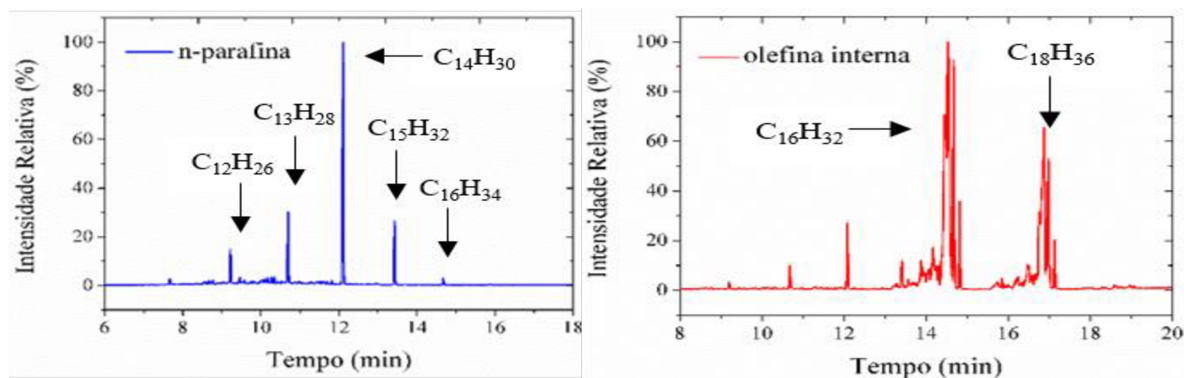 n-parafina
C₁₄H₃₀
C₁₃H₂₈
C₁₅H₃₂
C₁₂H₂₆
C₁₆H₃₄
Intensidade Relativa (%)
100
80
60
40
20
0
6 8 10 12 14 16 18
Tempo (min)
olefina interna
C₁₈H₃₆
C₁₆H₃₂
Intensidade Relativa (%)
100
80
60
40
20
0
8 10 12 14 16 18 20
Tempo (min)